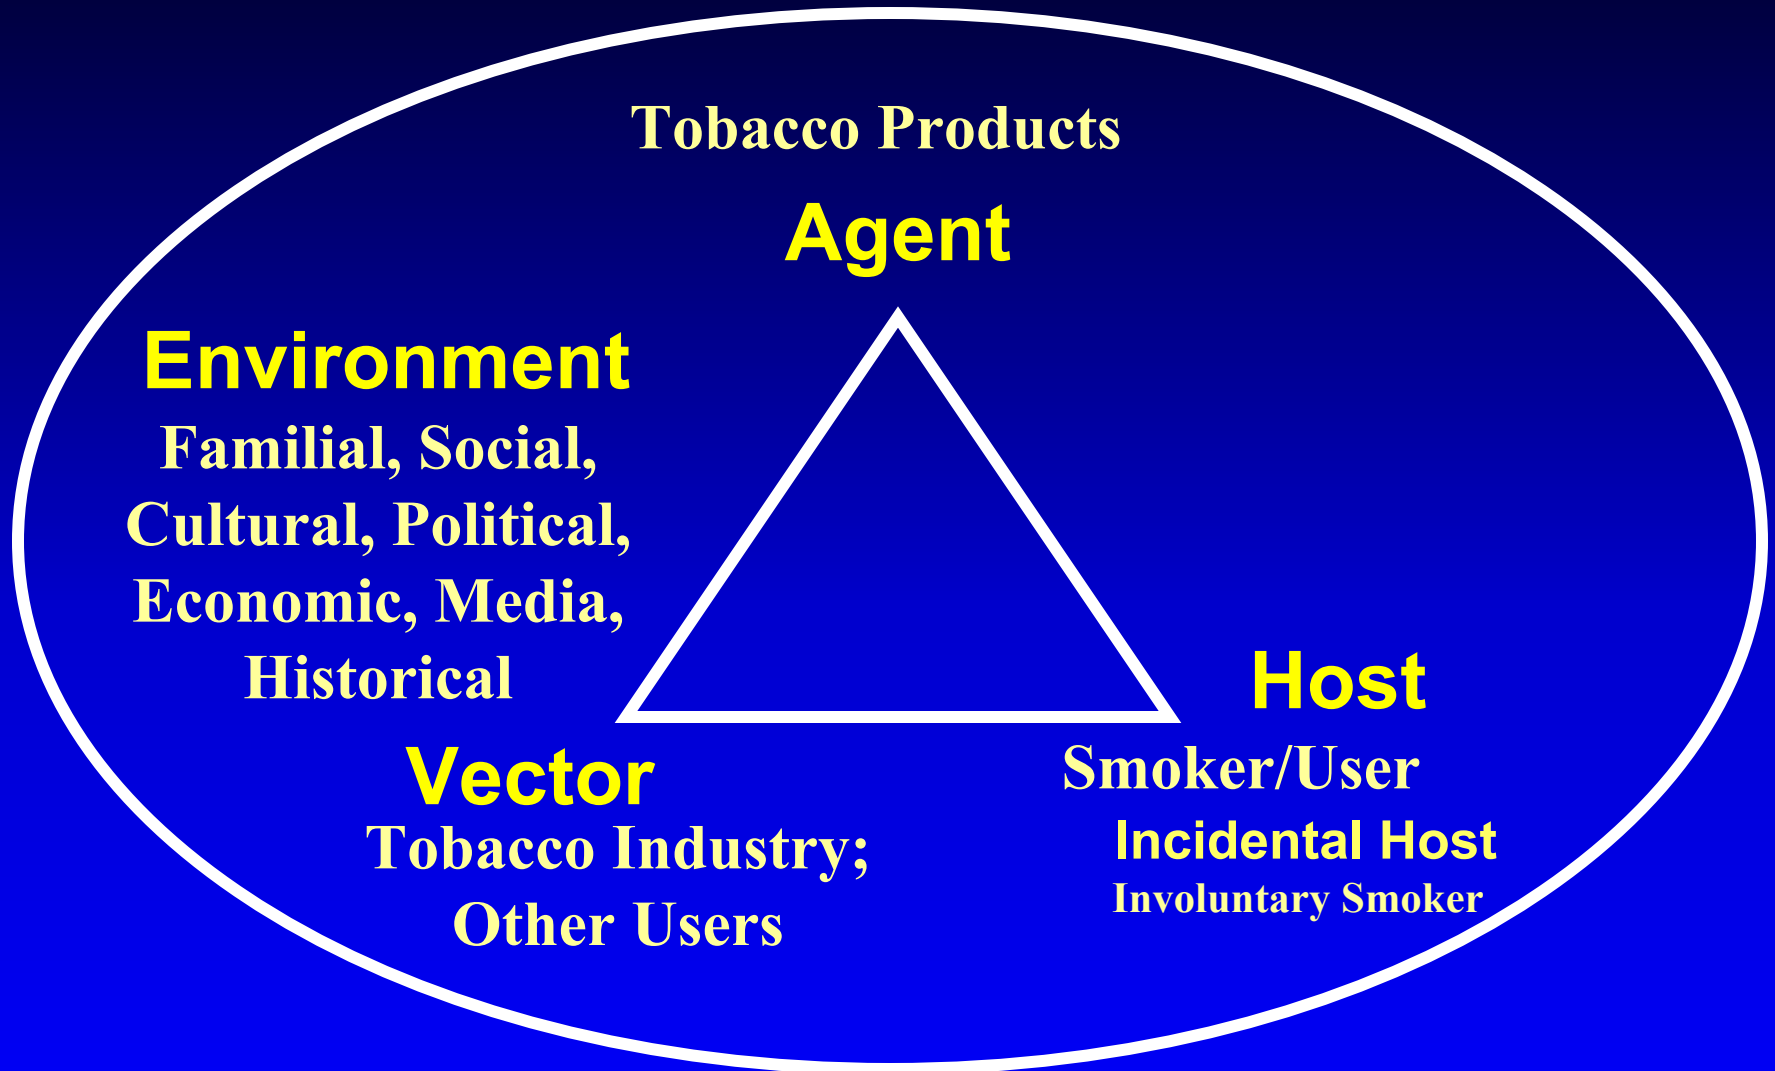 Tobacco Products
Agent
Environment
Familial, Social,
Cultural, Political,
Economic, Media,
Historical
Vector
Tobacco Industry;
Other Users
Host
Smoker/User
Incidental Host
Involuntary Smoker